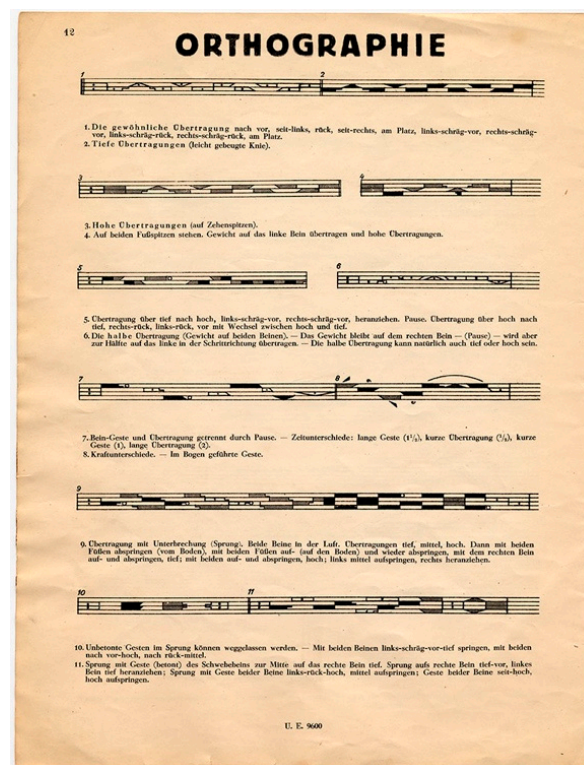 12
ORTHOGRAPHIE
1
2
1. Die gewöhnliche Übertragung nach vor, seit-links, rück, seit-rechts, am Platz, links-schräg-vor, rechts-schräg-
vor, links-schräg-rück, rechts-schräg-rück, am Platz.
2. Tiefe Übertragungen (leicht gebeugte Knie).
3
4
3. Hohe Übertragungen (auf Zehenspitzen).
4. Auf beiden Fußspitzen stehen. Gewicht auf das linke Bein übertragen und hohe Übertragungen.
5
6
5. Übertragung über tief nach hoch, links-schräg-vor, rechts-schräg-vor, heranziehen. Pause. Übertragung über hoch nach
tief, rechts-rück, links-rück, vor mit Wechsel zwischen hoch und tief.
6. Die halbe Übertragung (Gewicht auf beiden Beinen). — Das Gewicht bleibt auf dem rechten Bein — (Pause) — wird aber
zur Hälfte auf das linke in der Schrittrichtung übertragen. — Die halbe Übertragung kann natürlich auch tief oder hoch sein.
7
8
7. Bein-Geste und Übertragung getrennt durch Pause. — Zeitunterschiede: lange Geste (1½), kurze Übertragung (½), kurze
Geste (1), lange Übertragung (2).
8. Kraftunterschiede. — Im Bogen geführte Geste.
9
9. Übertragung mit Unterbrechung (Sprung). Beide Beine in der Luft. Übertragungen tief, mittel, hoch. Dann mit beiden
Füßen abspringen (vom Boden), mit beiden Füßen auf- (auf den Boden) und wieder abspringen, mit dem rechten Bein
auf- und abspringen, tief; mit beiden auf- und abspringen, hoch; links mittel aufspringen, rechts heranziehen.
10
11
10. Unbetonte Gesten im Sprung können weggelassen werden. — Mit beiden Beinen links-schräg-vor-tief springen, mit beiden
nach vor-hoch, nach rück-mittel.
11. Sprung mit Geste (betont) des Schwebebeins zur Mitte auf das rechte Bein tief. Sprung aufs rechte Bein tief-vor, linkes
Bein tief heranziehen; Sprung mit Geste beider Beine links-rück-hoch, mittel aufspringen; Geste beider Beine seit-hoch,
hoch aufspringen.
U. E. 9600